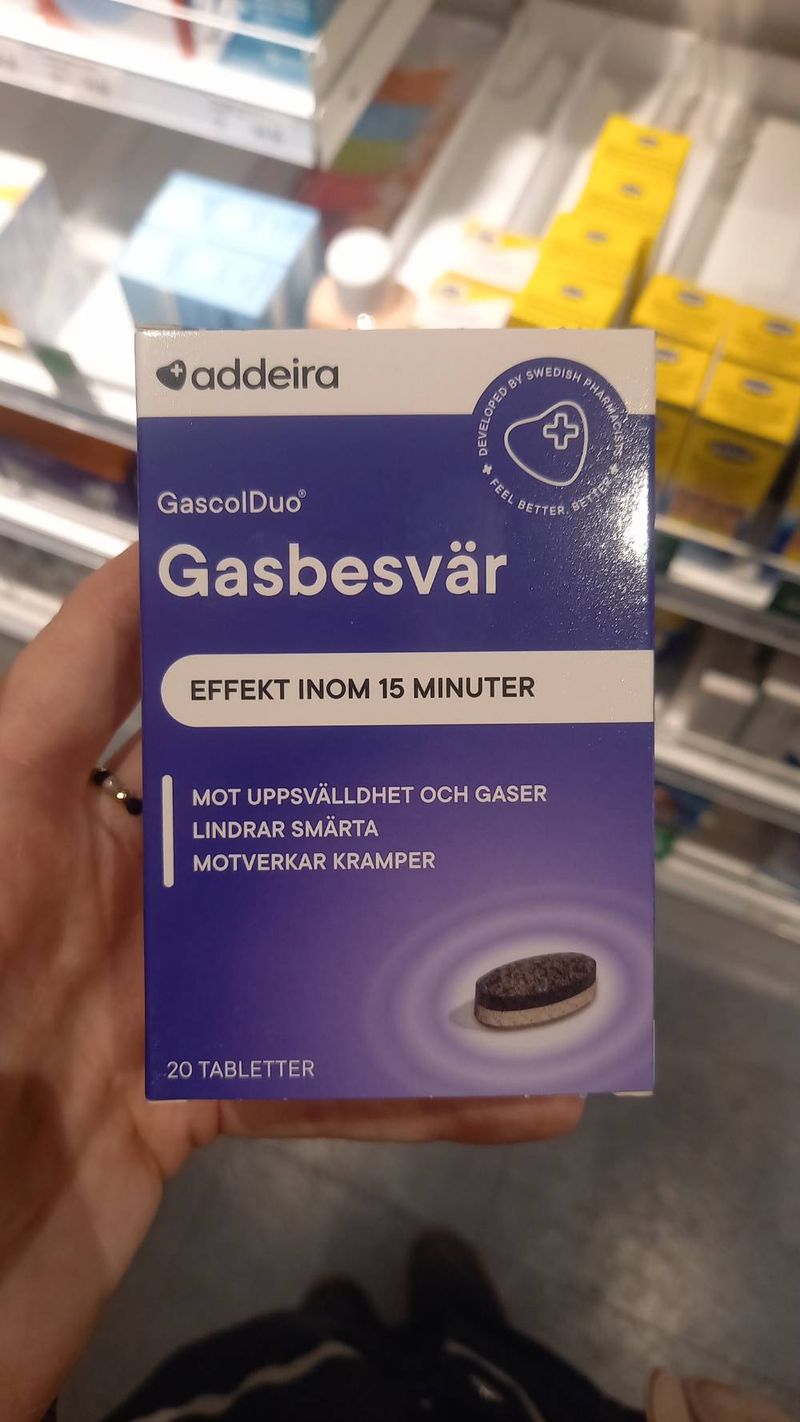 addeira
DEVELOPED BY SWEDISH PHARMACISTS
FEEL BETTER. BETTER
GascolDuo®
Gasbesvär
EFFEKT INOM 15 MINUTER
MOT UPPSVÄLLDHET OCH GASER
LINDRAR SMÄRTA
MOTVERKAR KRAMPER
20 TABLETTER